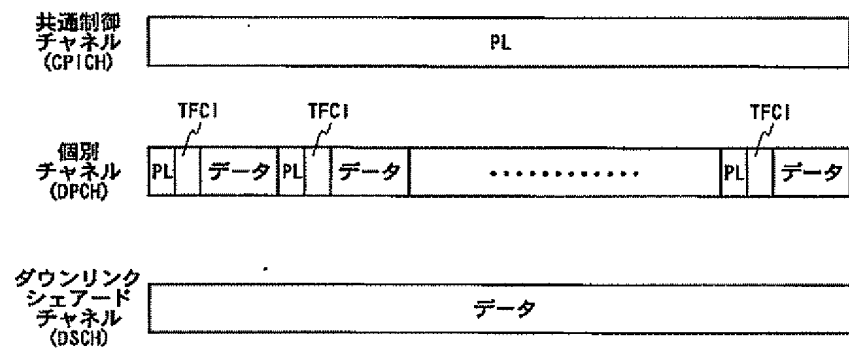 共通制御
チャネル
(CPICH)
PL
TFCI
TFCI
TFCI
個別
チャネル
(DPCH)
PL
データ
PL
データ
············
PL
データ
ダウンリンク
シェアード
チャネル
(DSCH)
データ